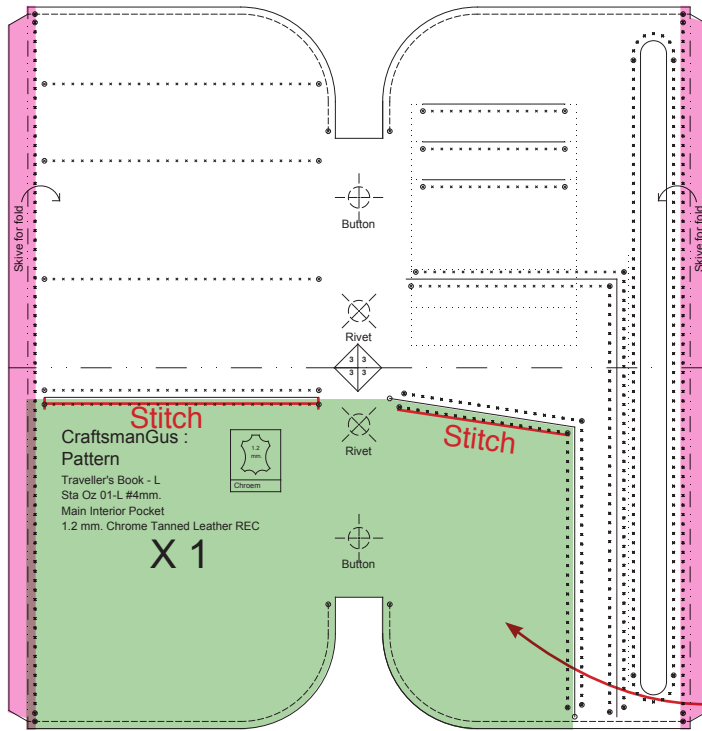 Skive for fold
Skive for fold
Button
Rivet
3 3
3 3
Stitch
Stitch
CraftsmanGus :
Pattern
Traveller's Book - L
Sta Oz 01-L #4mm.
Main Interior Pocket
1.2 mm. Chrome Tanned Leather REC
X 1
1.2
mm.
Chroem
Rivet
Button